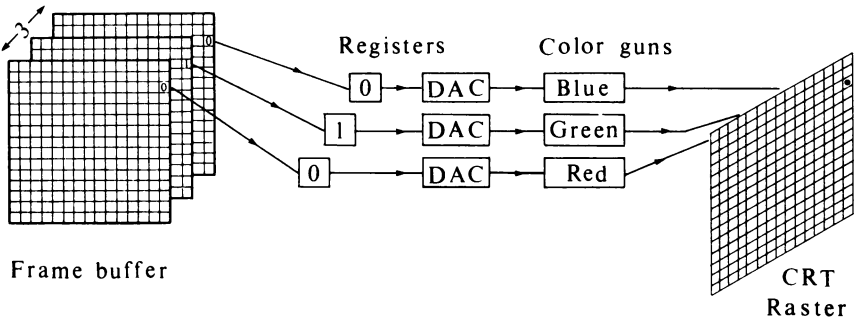 3
Registers
Color guns
0
0
DAC
Blue
1
1
DAC
Green
0
0
DAC
Red
Frame buffer
CRT
Raster